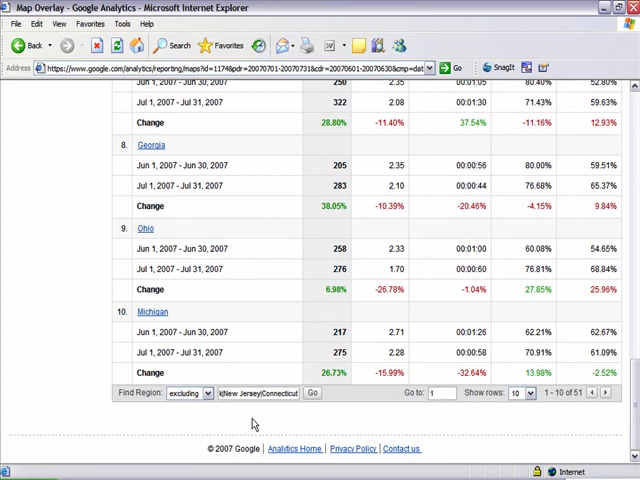 Map Overlay - Google Analytics - Microsoft Internet Explorer
File Edit View Favorites Tools Help
Back Search Favorites
Address https://www.google.com/analytics/reporting/maps?id=1174&pdr=20070701-20070731&cdr=20070601-20070630&cmp=dat Go SnagIt
250 2.35 00:01:05 80.40% 52.80%
Jul 1, 2007 - Jul 31, 2007 322 2.08 00:01:30 71.43% 59.63%
Change 28.80% -11.40% 37.54% -11.16% 12.93%
8. Georgia
Jun 1, 2007 - Jun 30, 2007 205 2.35 00:00:56 80.00% 59.51%
Jul 1, 2007 - Jul 31, 2007 283 2.10 00:00:44 76.68% 65.37%
Change 38.05% -10.39% -20.46% -4.15% 9.84%
9. Ohio
Jun 1, 2007 - Jun 30, 2007 258 2.33 00:01:00 60.08% 54.65%
Jul 1, 2007 - Jul 31, 2007 276 1.70 00:00:60 76.81% 68.84%
Change 6.98% -26.78% -1.04% 27.85% 25.96%
10. Michigan
Jun 1, 2007 - Jun 30, 2007 217 2.71 00:01:26 62.21% 62.67%
Jul 1, 2007 - Jul 31, 2007 275 2.28 00:00:58 70.91% 61.09%
Change 26.73% -15.99% -32.64% 13.98% -2.52%
Find Region: excluding k|New Jersey|Connecticut Go Go to: 1 Show rows: 10 1 - 10 of 51
© 2007 Google | Analytics Home | Privacy Policy | Contact us
Internet